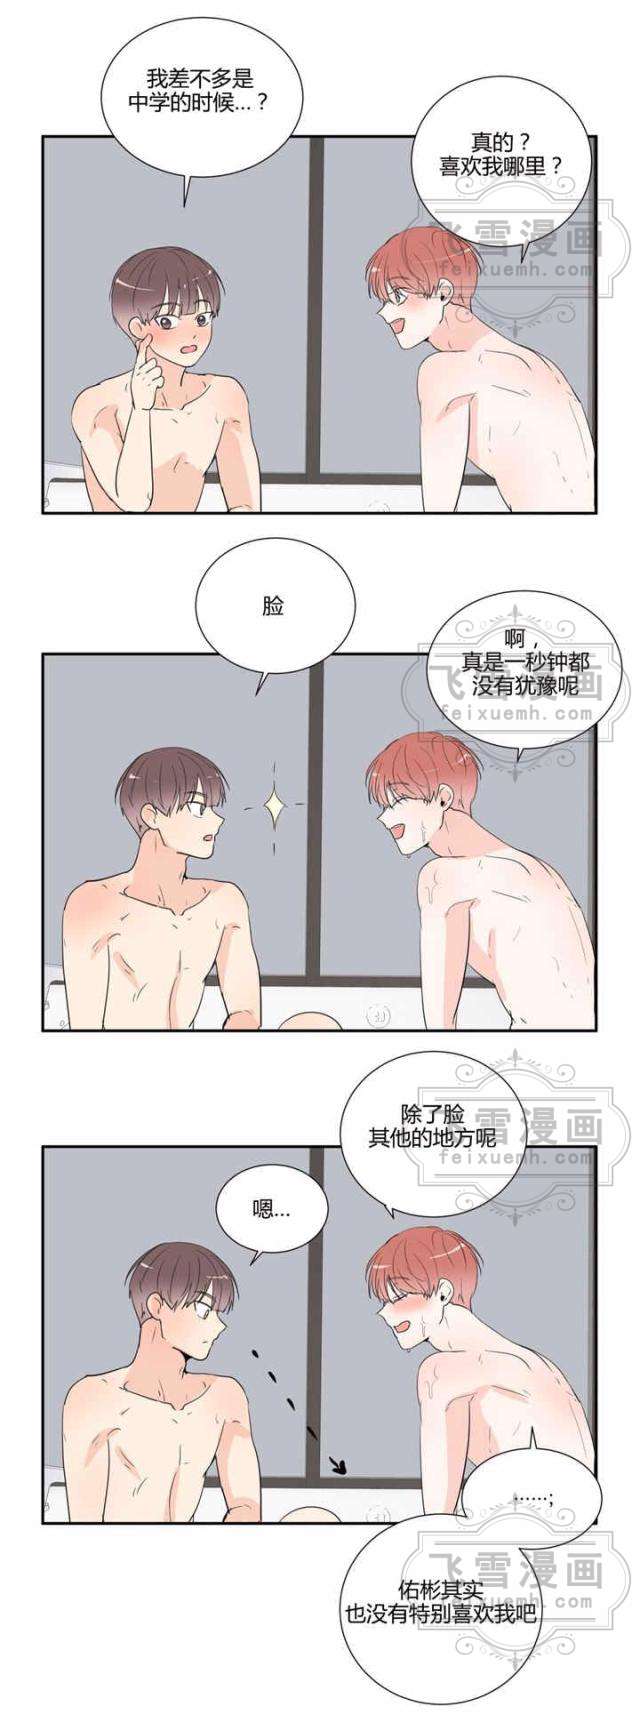 我差不多是
中学的时候…？
真的？
喜欢我哪里？
飞雪漫画
feixuemh.com
脸
啊，
真是一秒钟都
没有犹豫呢
飞雪漫画
feixuemh.com
除了脸
其他的地方呢
飞雪漫画
feixuemh.com
嗯…
……;
佑彬其实
也没有特别喜欢我吧
飞雪漫画
feixuemh.com